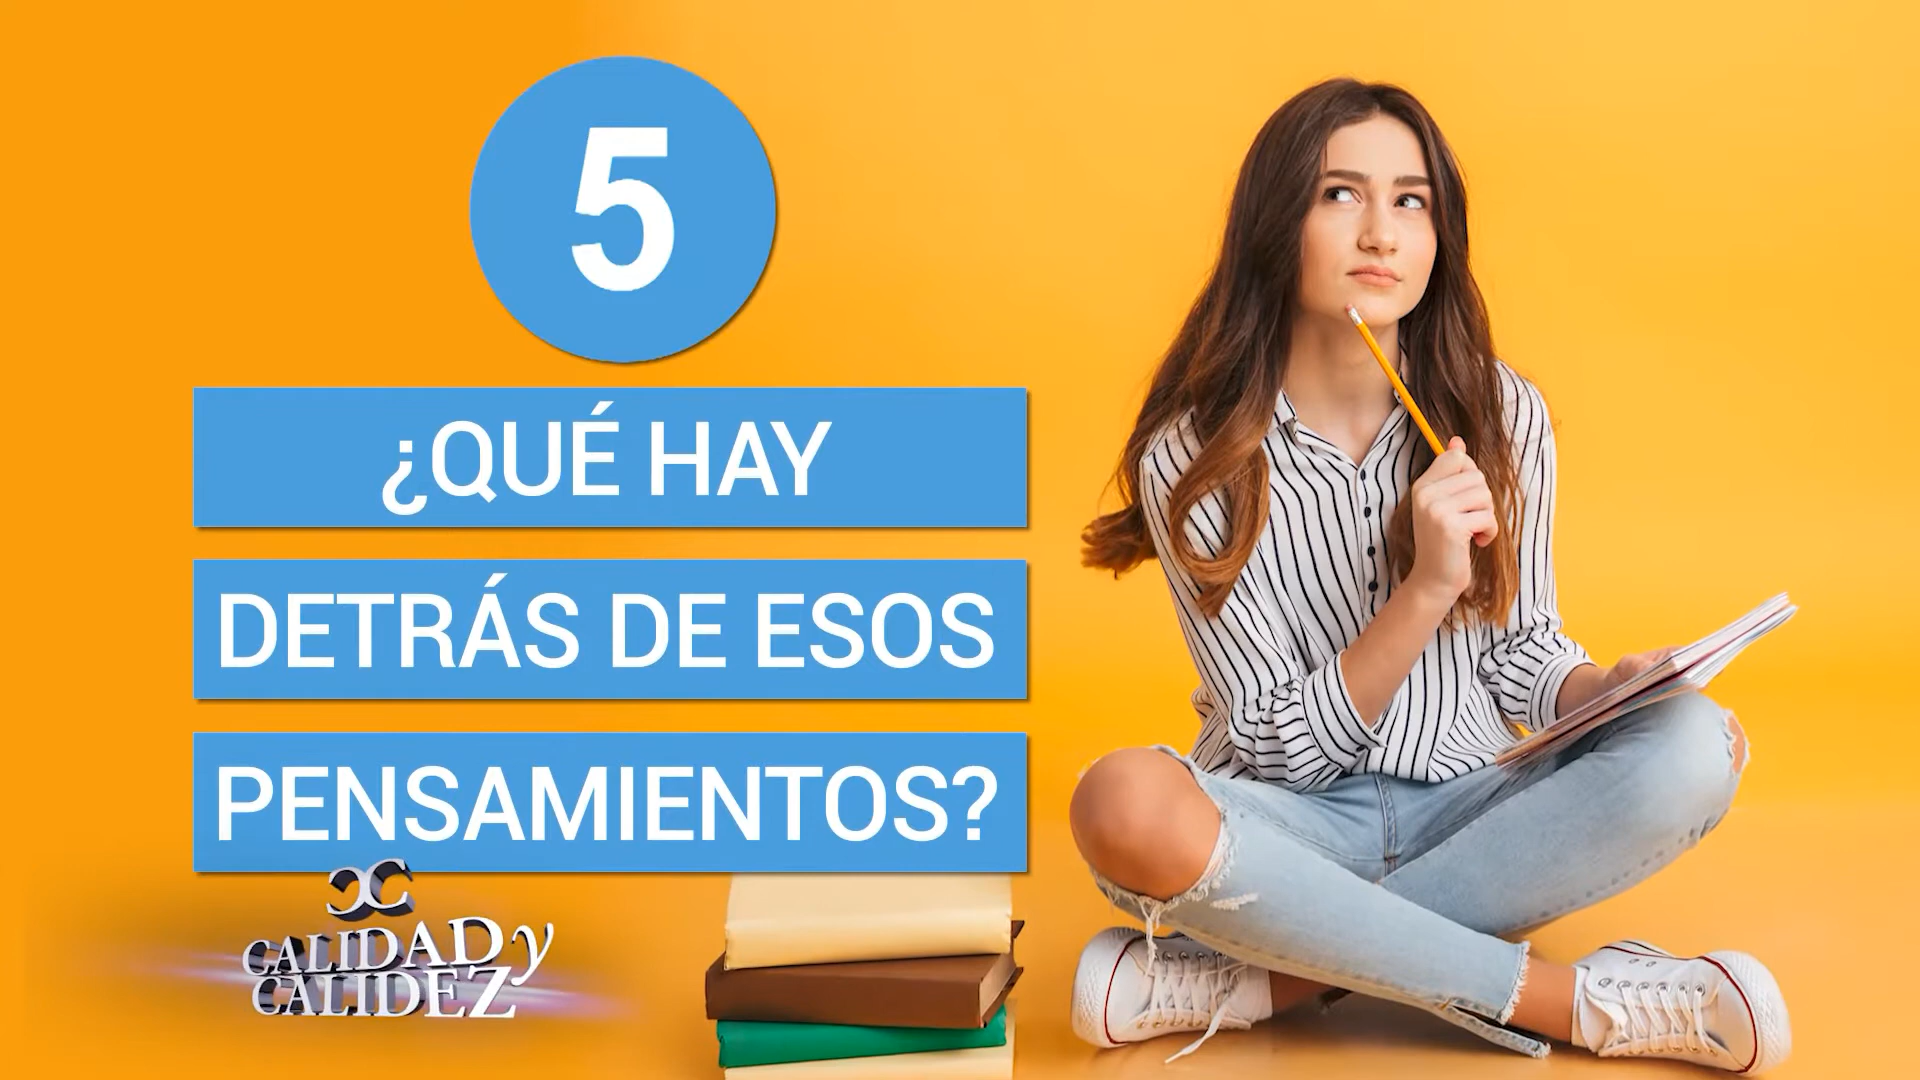 5
¿QUÉ HAY
DETRÁS DE ESOS
PENSAMIENTOS?
CC
CALIDAD y
CALIDEZ